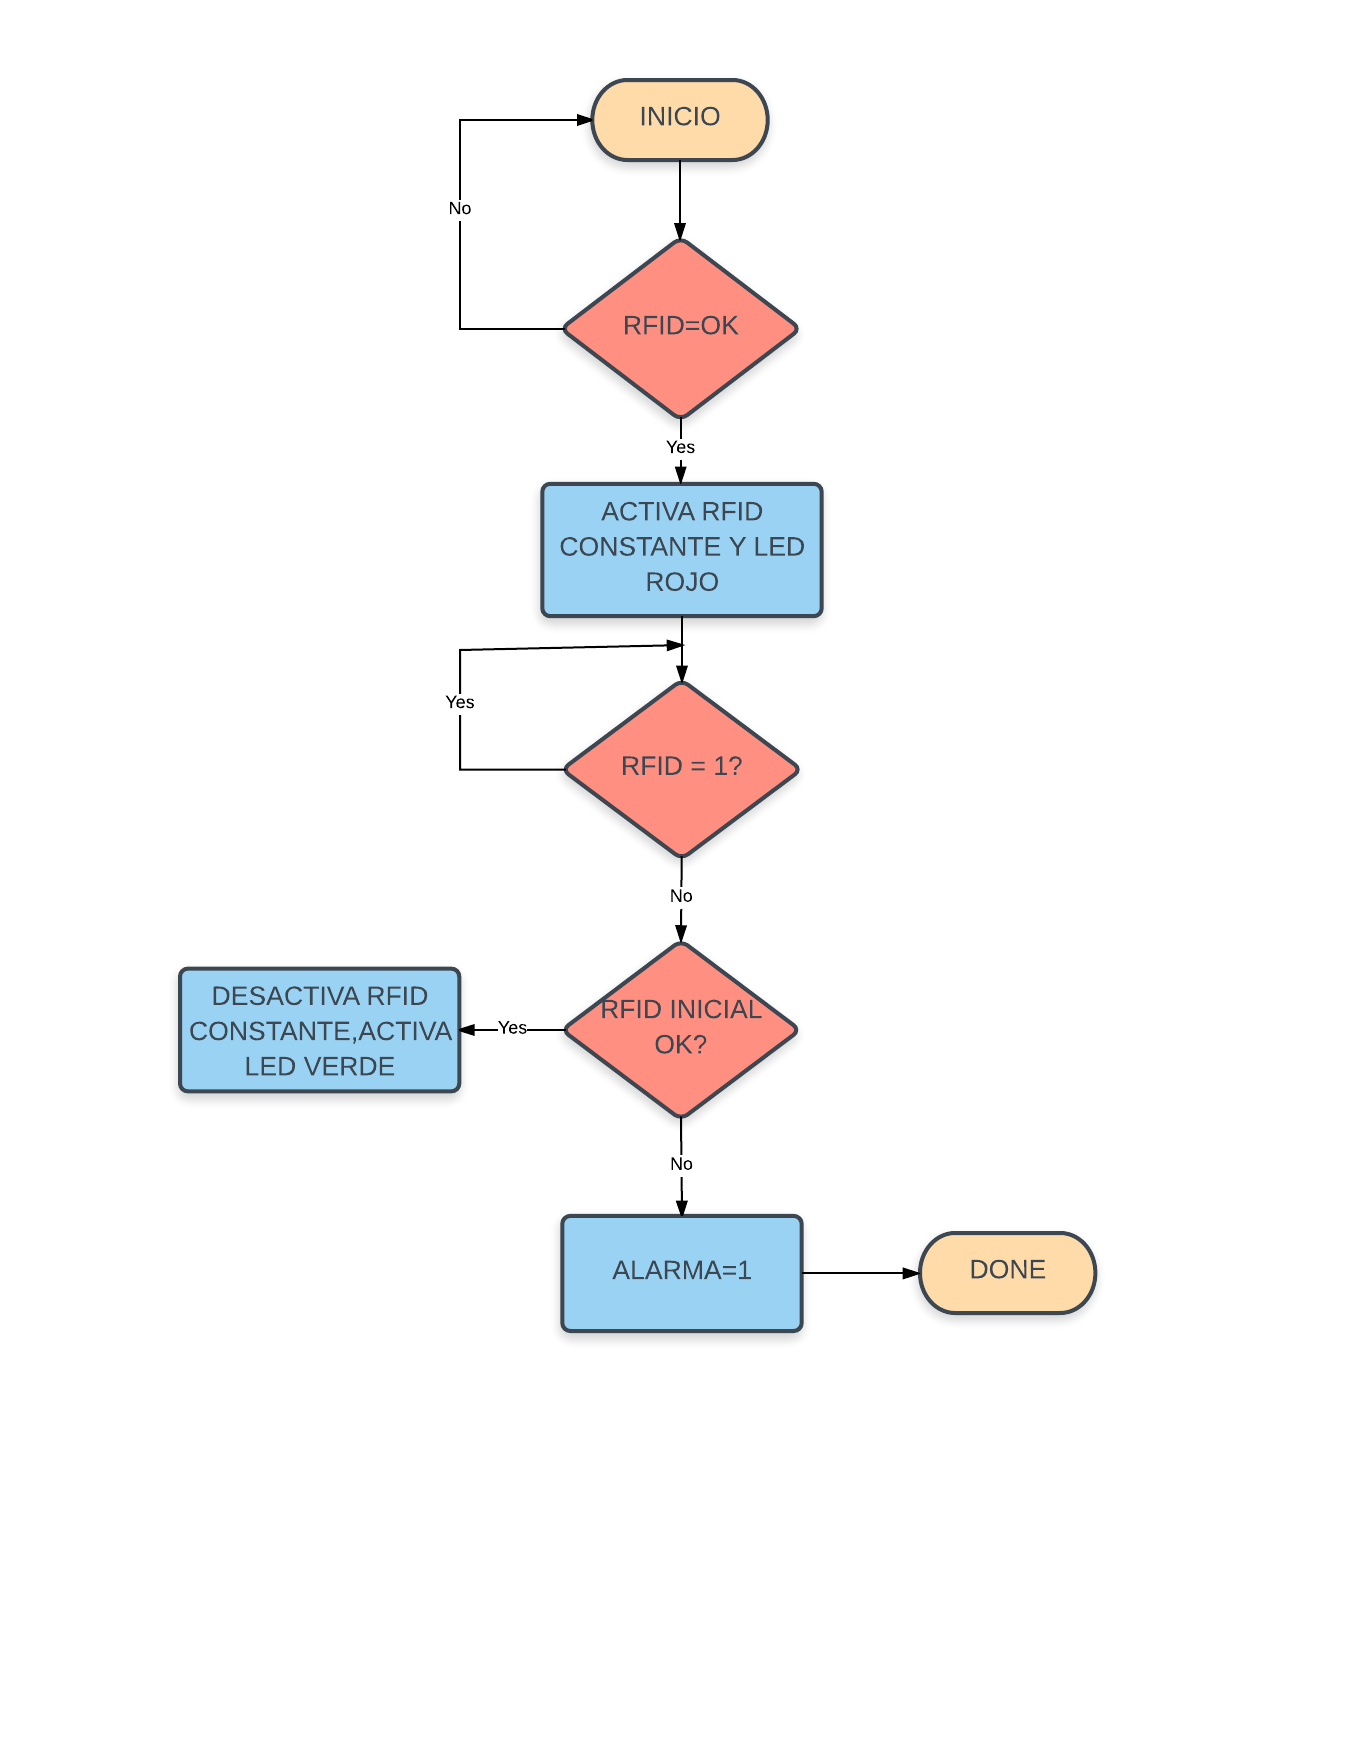 INICIO
No
RFID=OK
Yes
ACTIVA RFID
CONSTANTE Y LED
ROJO
Yes
RFID = 1?
No
RFID INICIAL
OK?
Yes
DESACTIVA RFID
CONSTANTE,ACTIVA
LED VERDE
No
ALARMA=1
DONE